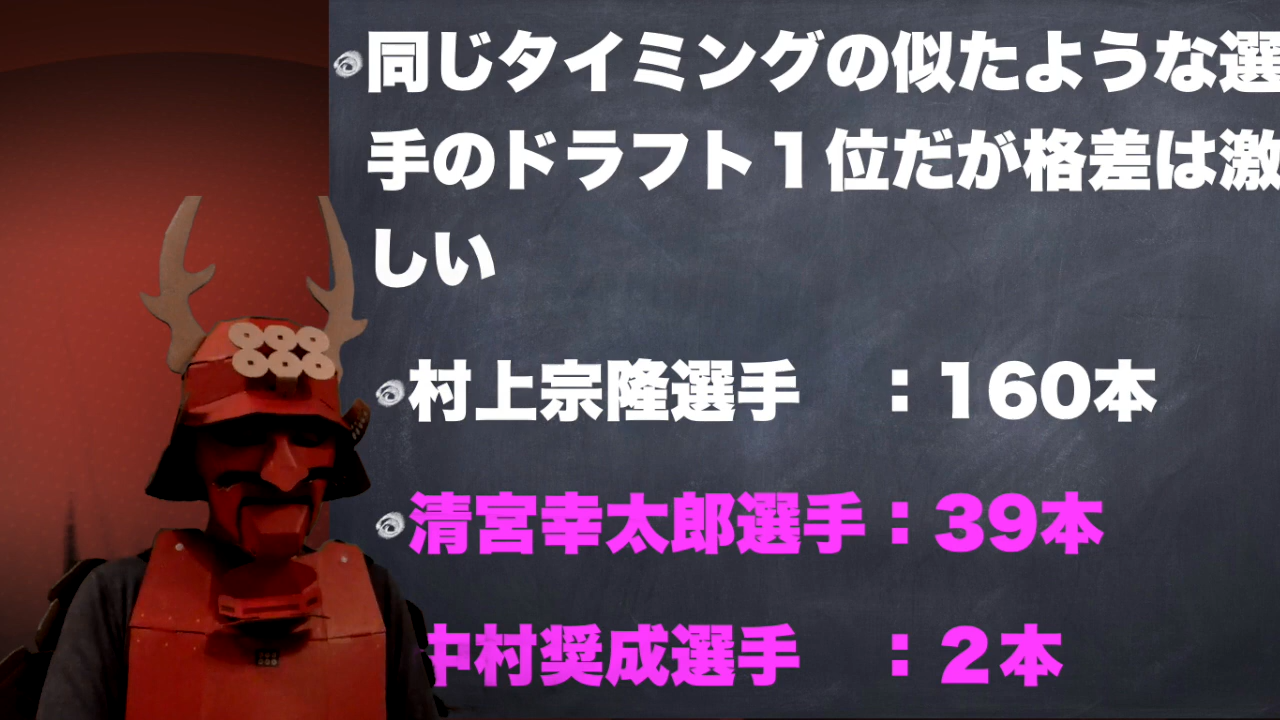 同じタイミングの似たような選
手のドラフト１位だが格差は激
しい
村上宗隆選手　：160本
清宮幸太郎選手：39本
中村奨成選手　：２本